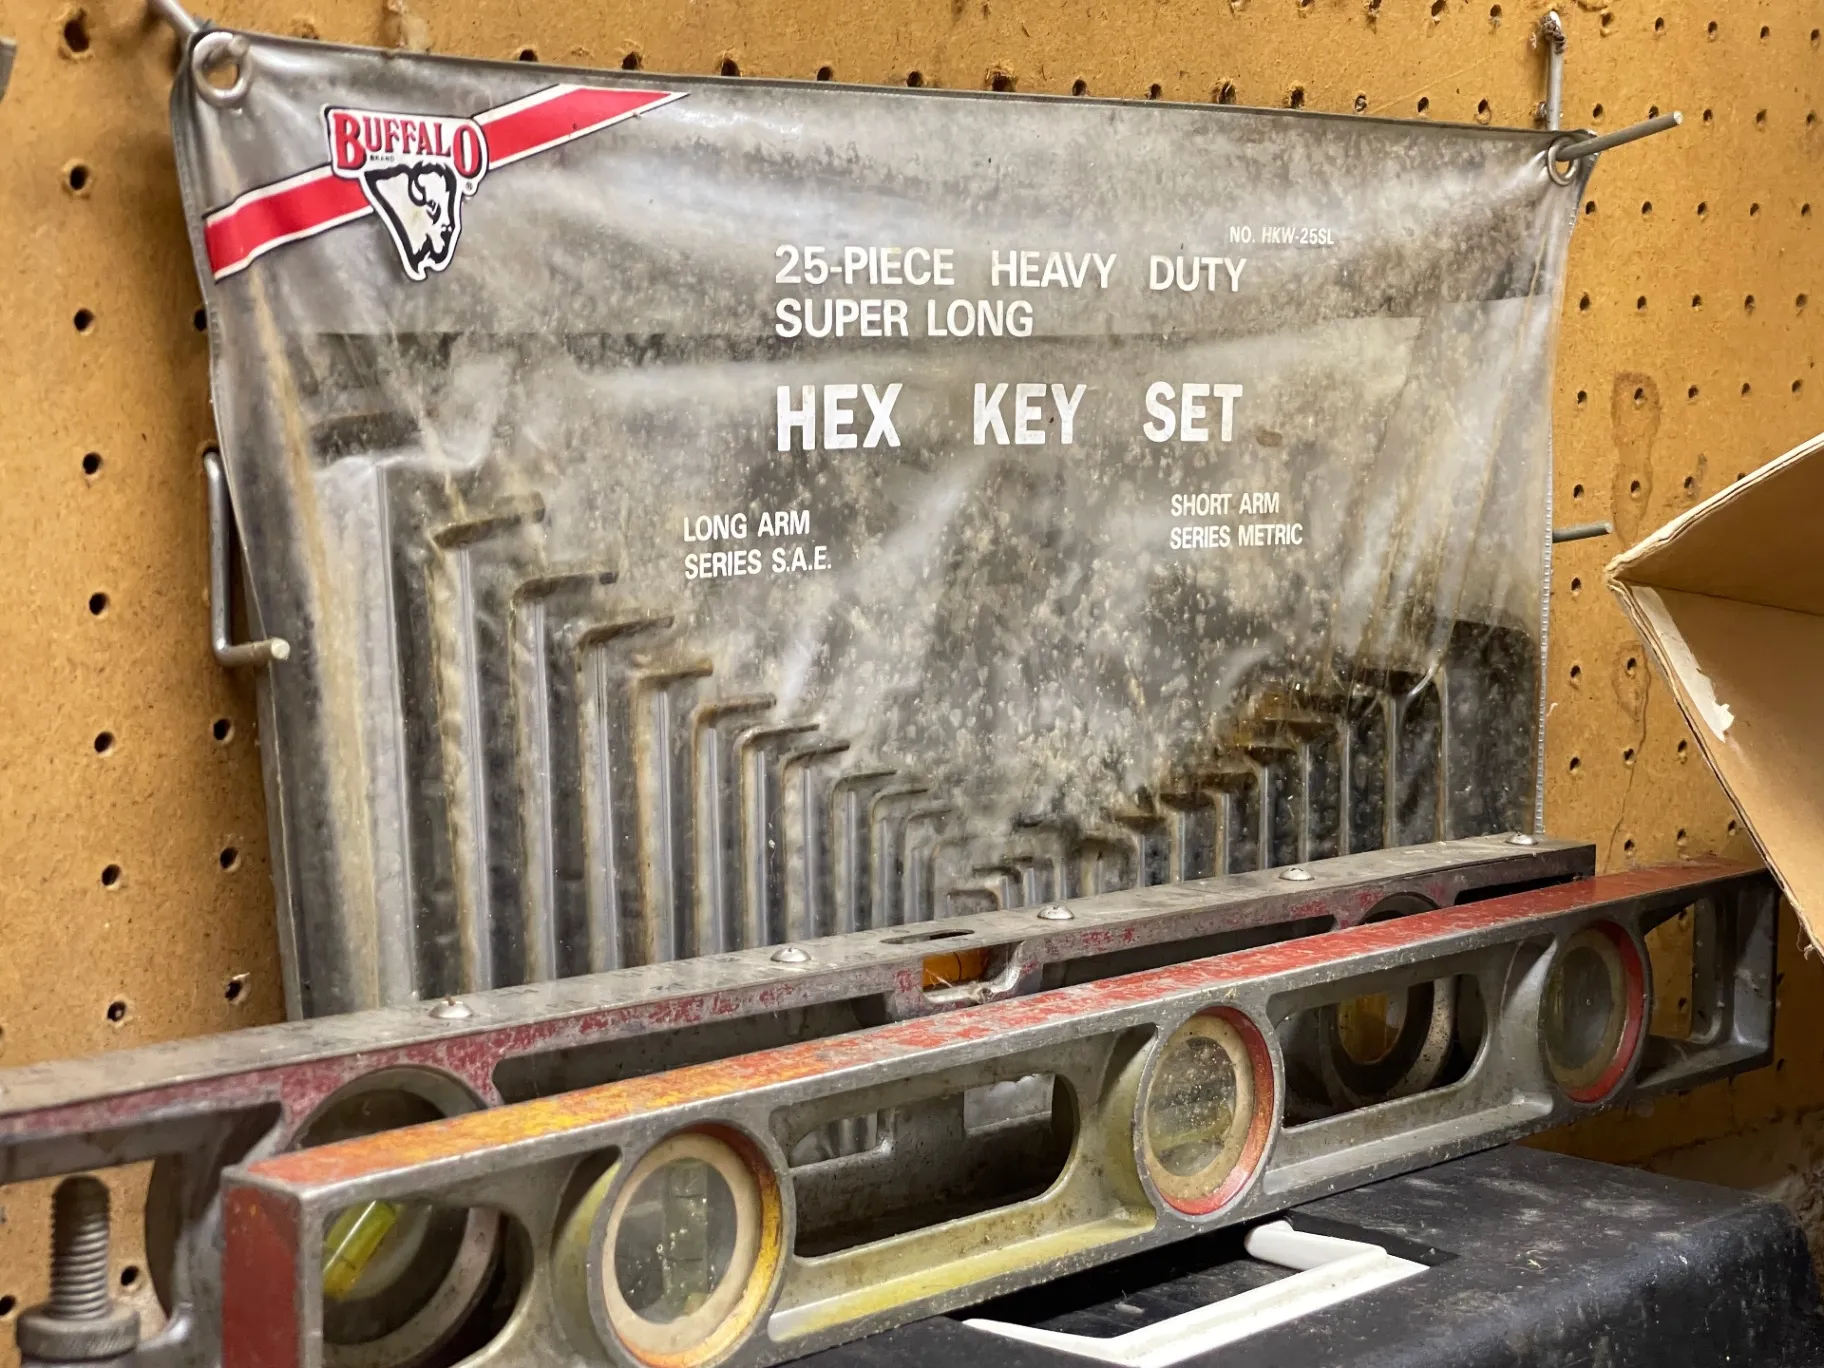 BUFFALO
BRAND
®
NO. HKW-25SL
25-PIECE HEAVY DUTY
SUPER LONG
HEX KEY SET
LONG ARM
SERIES S.A.E.
SHORT ARM
SERIES METRIC